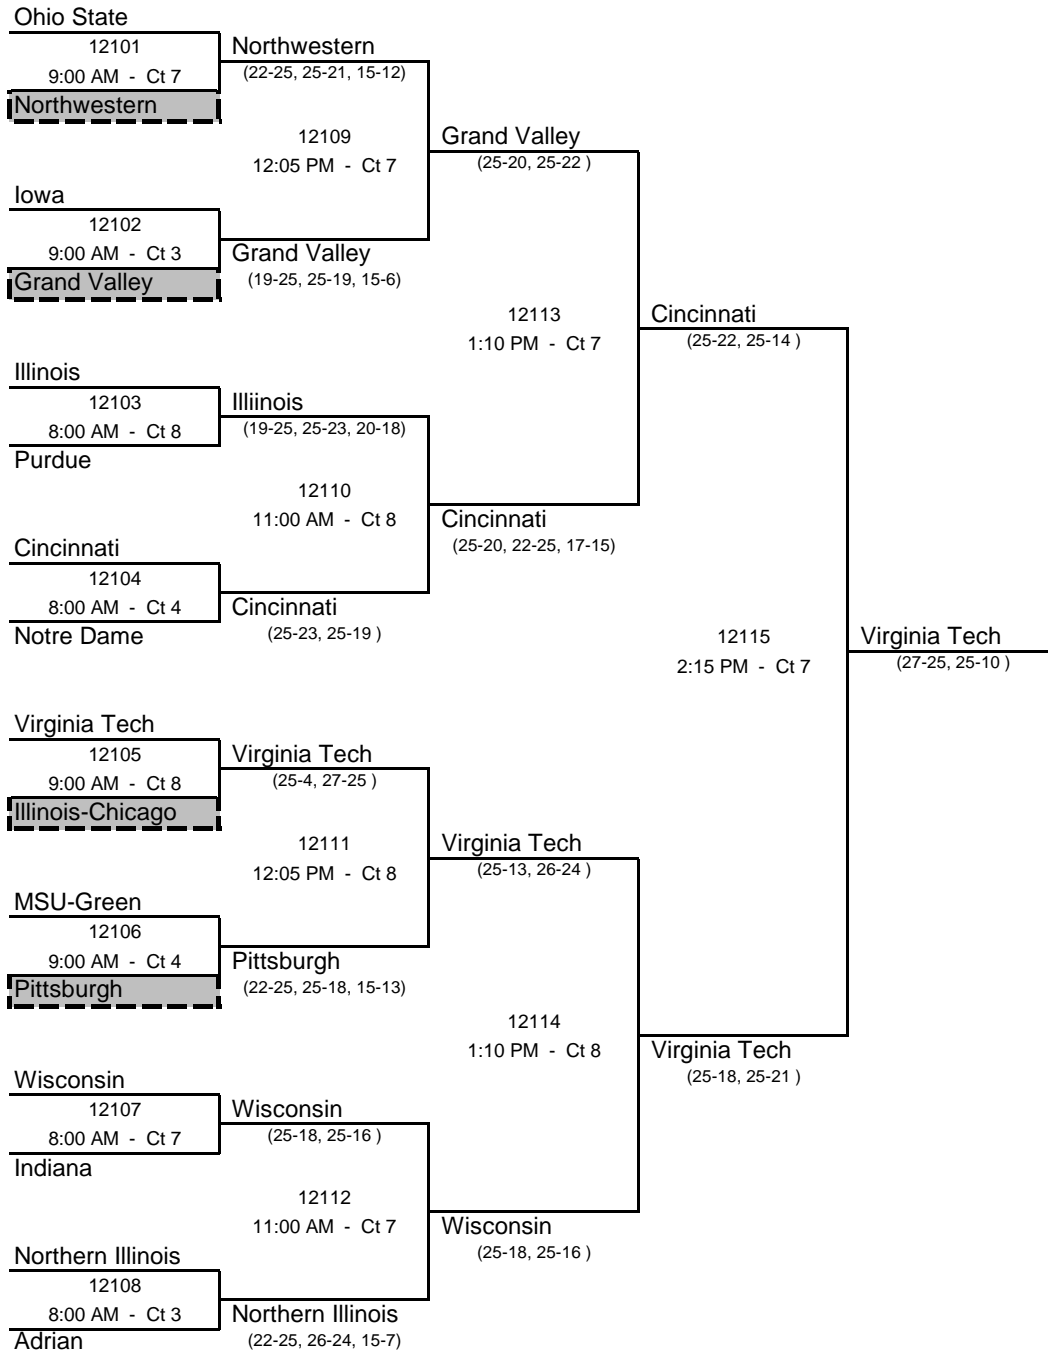 Ohio State
12101
9:00 AM - Ct 7
Northwestern
Northwestern
(22-25, 25-21, 15-12)
12109
12:05 PM - Ct 7
Iowa
12102
9:00 AM - Ct 3
Grand Valley
Grand Valley
(19-25, 25-19, 15-6)
Grand Valley
(25-20, 25-22 )
12113
1:10 PM - Ct 7
Illinois
12103
8:00 AM - Ct 8
Purdue
Illiinois
(19-25, 25-23, 20-18)
12110
11:00 AM - Ct 8
Cincinnati
12104
8:00 AM - Ct 4
Notre Dame
Cincinnati
(25-23, 25-19 )
Cincinnati
(25-20, 22-25, 17-15)
Cincinnati
(25-22, 25-14 )
12115
2:15 PM - Ct 7
Virginia Tech
(27-25, 25-10 )
Virginia Tech
12105
9:00 AM - Ct 8
Illinois-Chicago
Virginia Tech
(25-4, 27-25 )
12111
12:05 PM - Ct 8
MSU-Green
12106
9:00 AM - Ct 4
Pittsburgh
Pittsburgh
(22-25, 25-18, 15-13)
Virginia Tech
(25-13, 26-24 )
12114
1:10 PM - Ct 8
Virginia Tech
(25-18, 25-21 )
Wisconsin
12107
8:00 AM - Ct 7
Indiana
Wisconsin
(25-18, 25-16 )
12112
11:00 AM - Ct 7
Wisconsin
(25-18, 25-16 )
Northern Illinois
12108
8:00 AM - Ct 3
Adrian
Northern Illinois
(22-25, 26-24, 15-7)